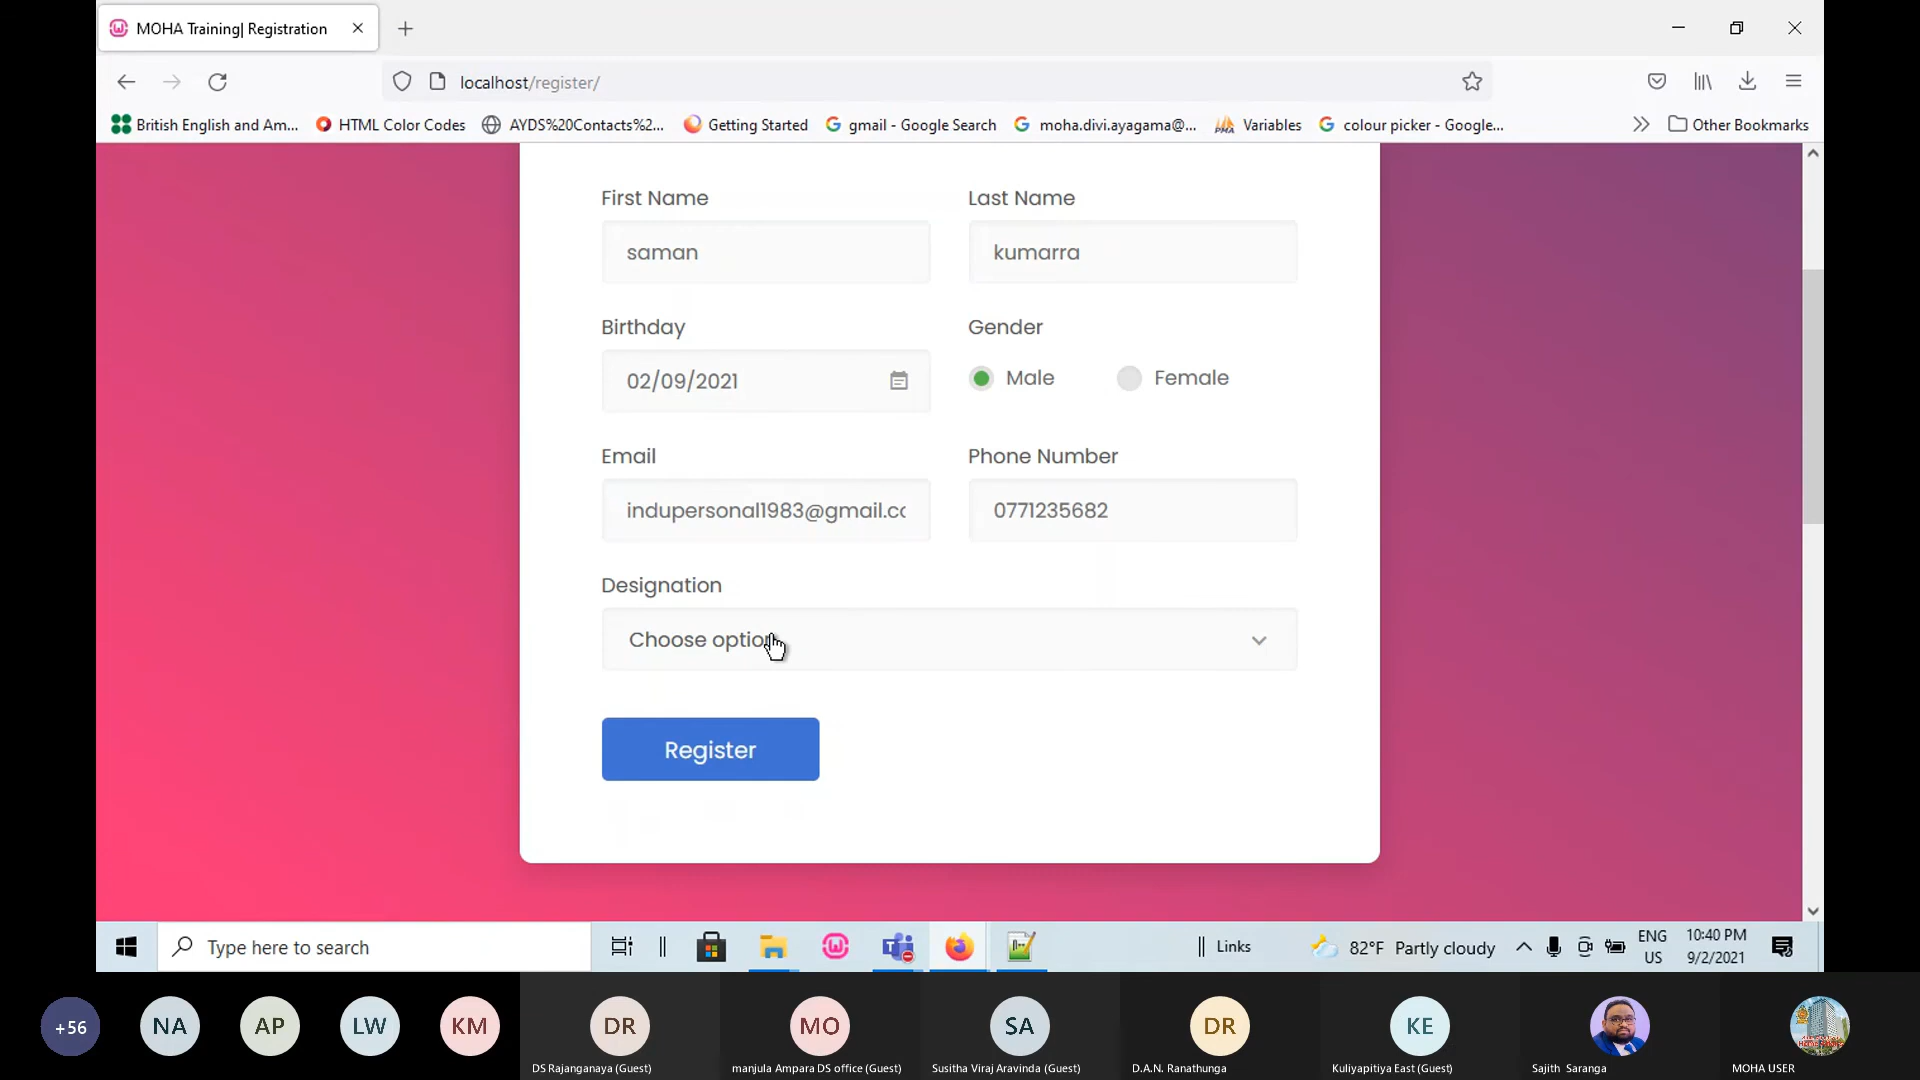 MOHA Training| Registration
localhost/register/
British English and Am...
HTML Color Codes
AYDS%20Contacts%2...
Getting Started
gmail - Google Search
moha.divi.ayagama@...
Variables
colour picker - Google...
Other Bookmarks
First Name
Last Name
saman
kumarra
Birthday
Gender
02/09/2021
Male
Female
Email
Phone Number
indupersonal1983@gmail.co
0771235682
Designation
Choose option
Register
Type here to search
Links
82°F Partly cloudy
ENG
US
10:40 PM
9/2/2021
+56
NA
AP
LW
KM
DR
MO
SA
DR
KE
DS Rajanganaya (Guest)
manjula Ampara DS office (Guest)
Susitha Viraj Aravinda (Guest)
D.A.N. Ranathunga
Kuliyapitiya East (Guest)
Sajith Saranga
MOHA USER